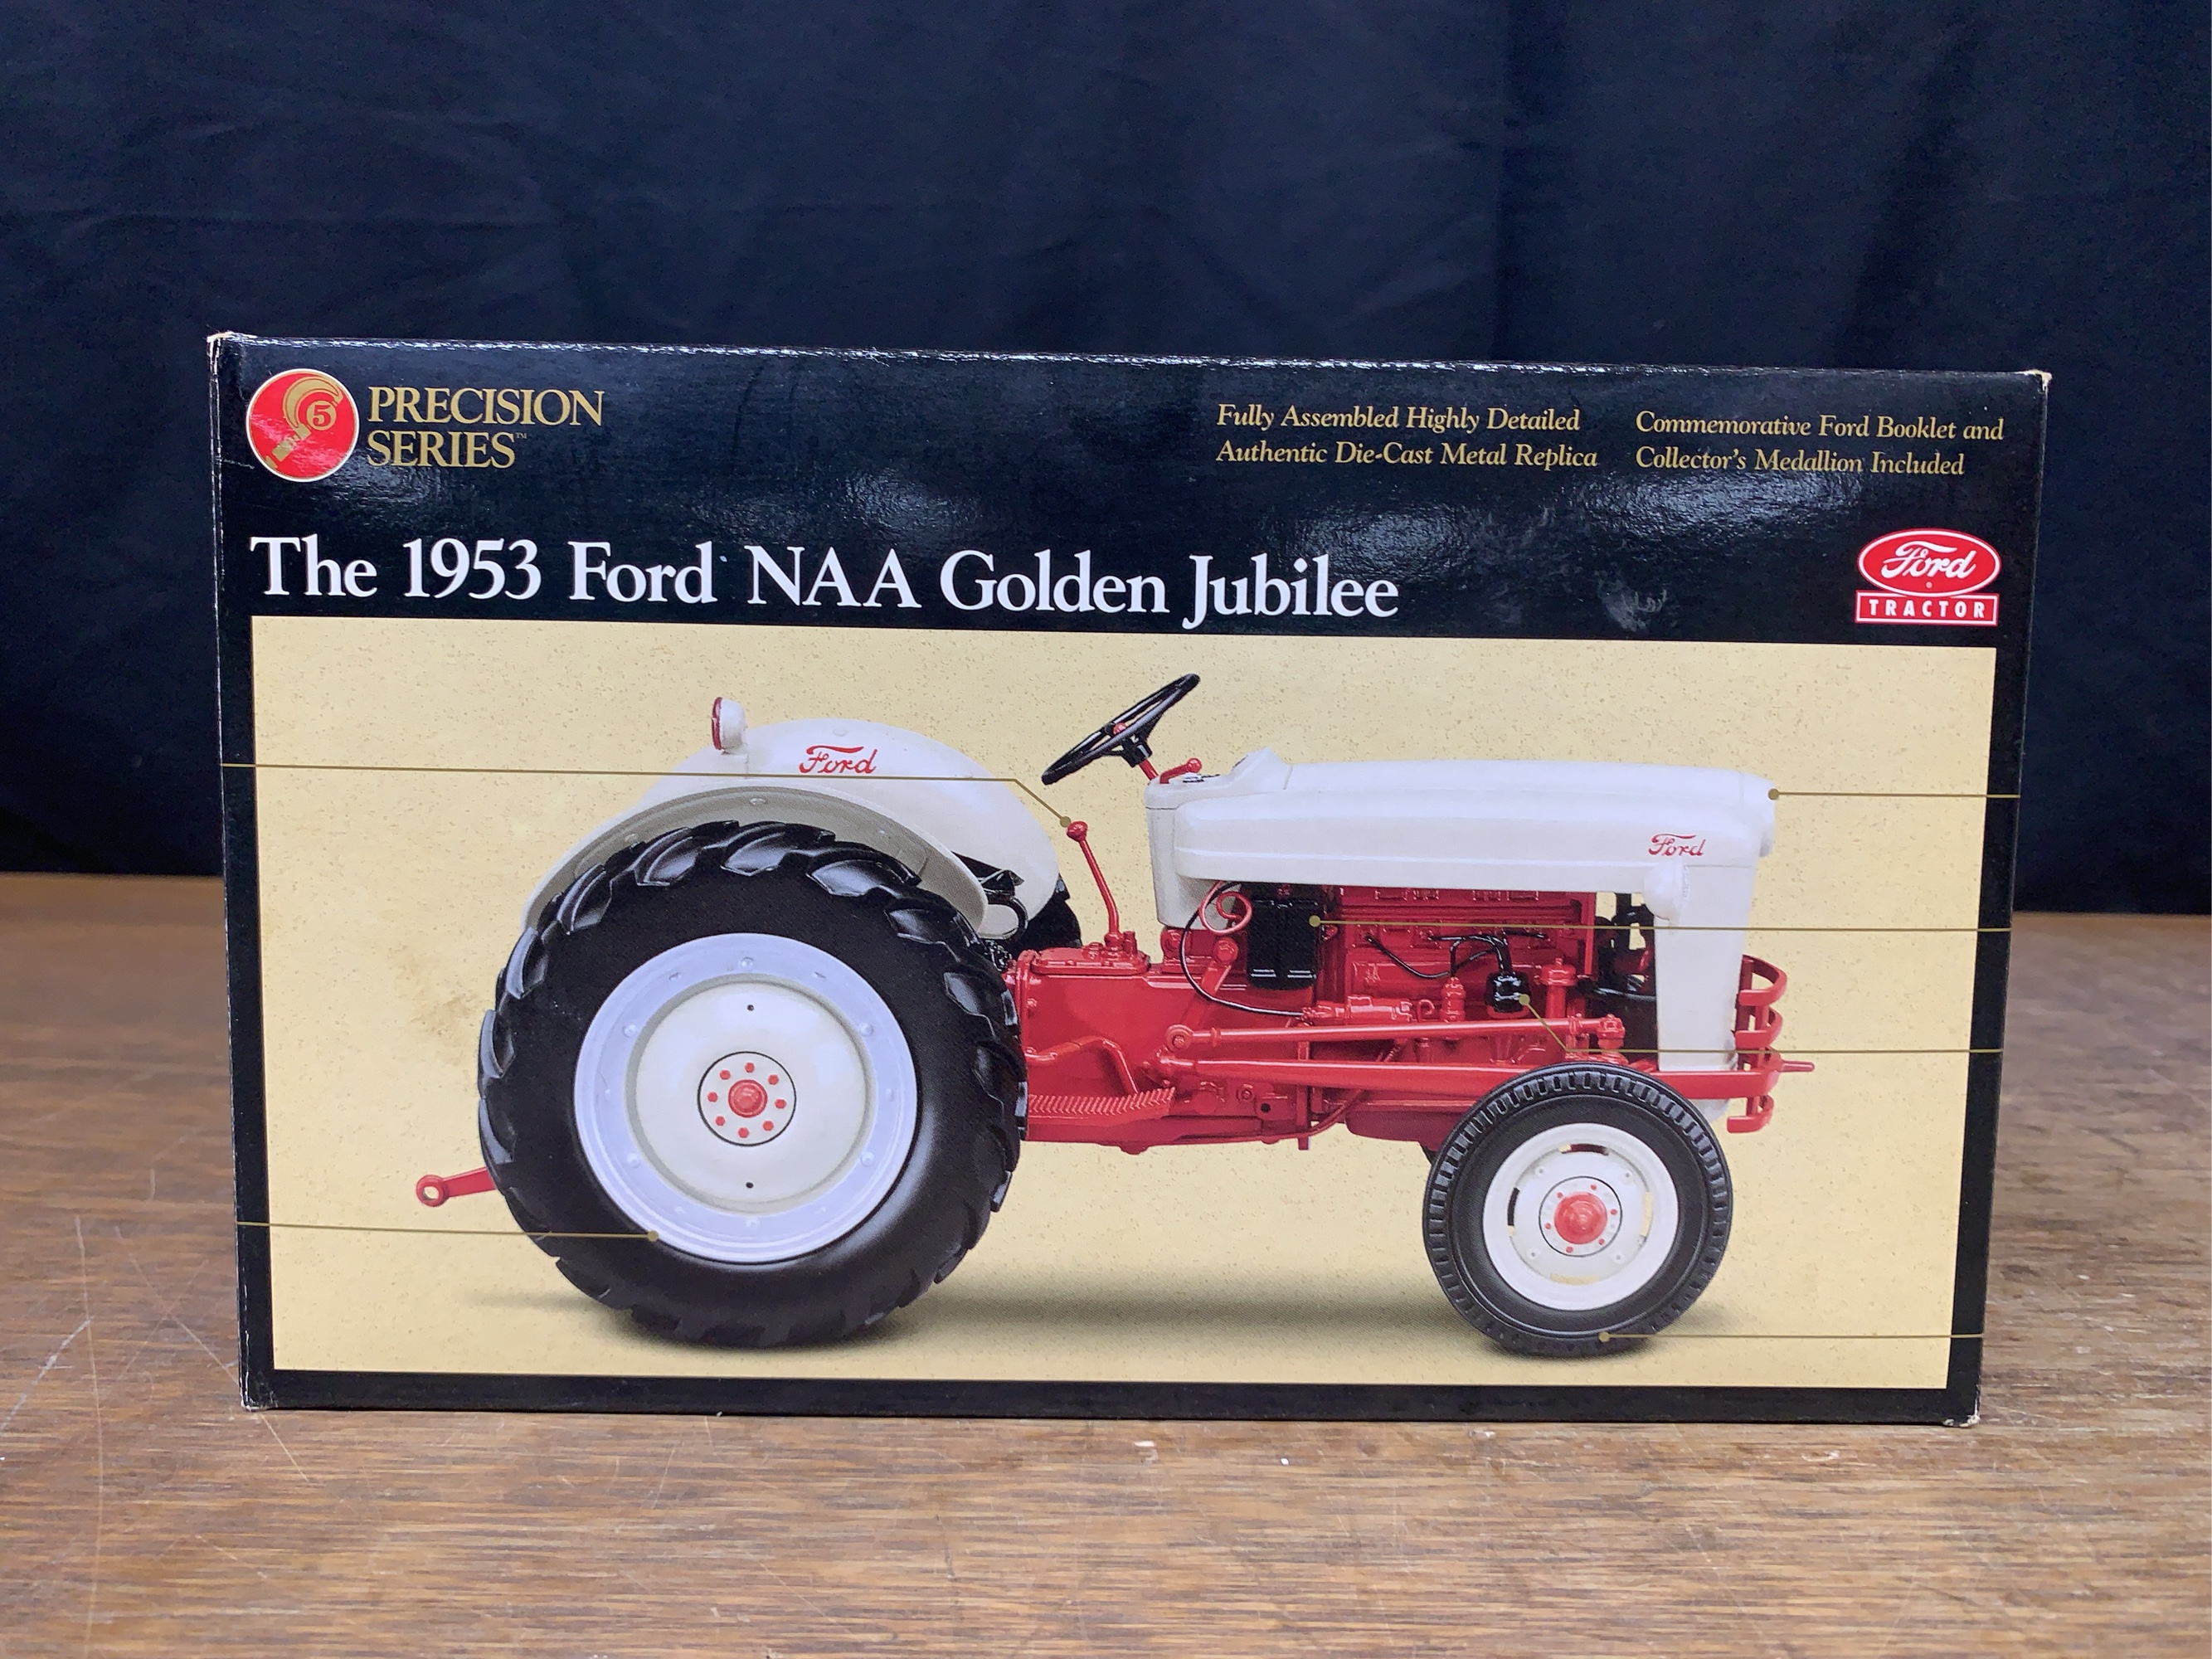 5
PRECISION
SERIES™
Fully Assembled Highly Detailed
Authentic Die-Cast Metal Replica
Commemorative Ford Booklet and
Collector's Medallion Included
The 1953 Ford NAA Golden Jubilee
Ford
TRACTOR
Ford
Ford